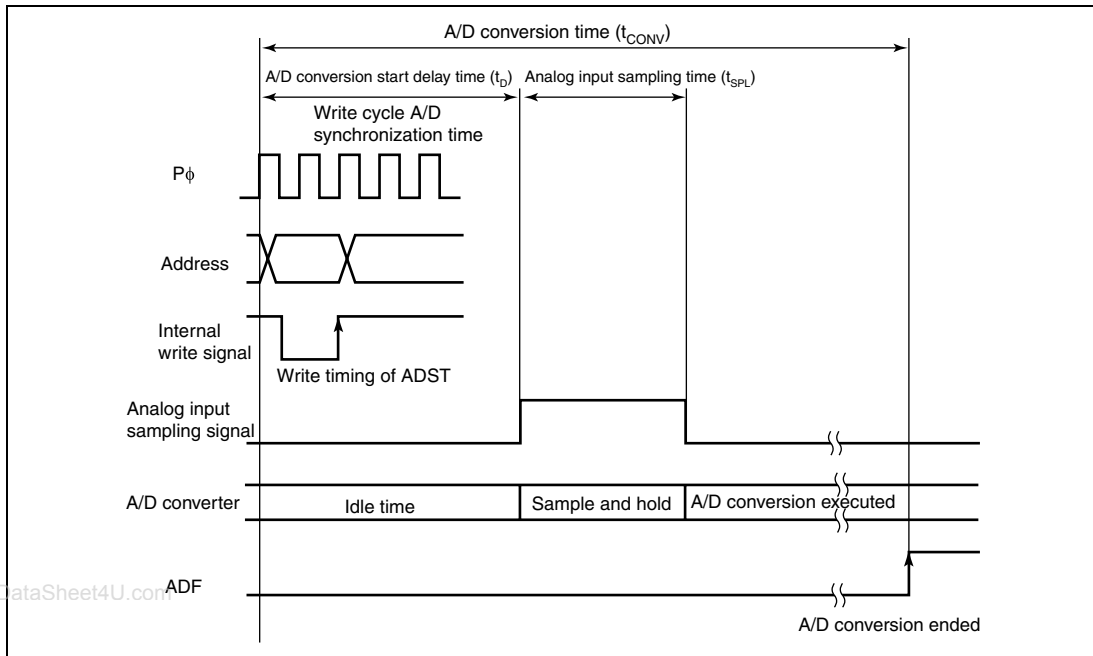 A/D conversion time (tCONV)
A/D conversion start delay time (tD)
Analog input sampling time (tSPL)
Write cycle A/D
synchronization time
Pϕ
Address
Internal
write signal
Write timing of ADST
Analog input
sampling signal
A/D converter
Idle time
Sample and hold
A/D conversion executed
ADF
A/D conversion ended
DataSheet4U.com